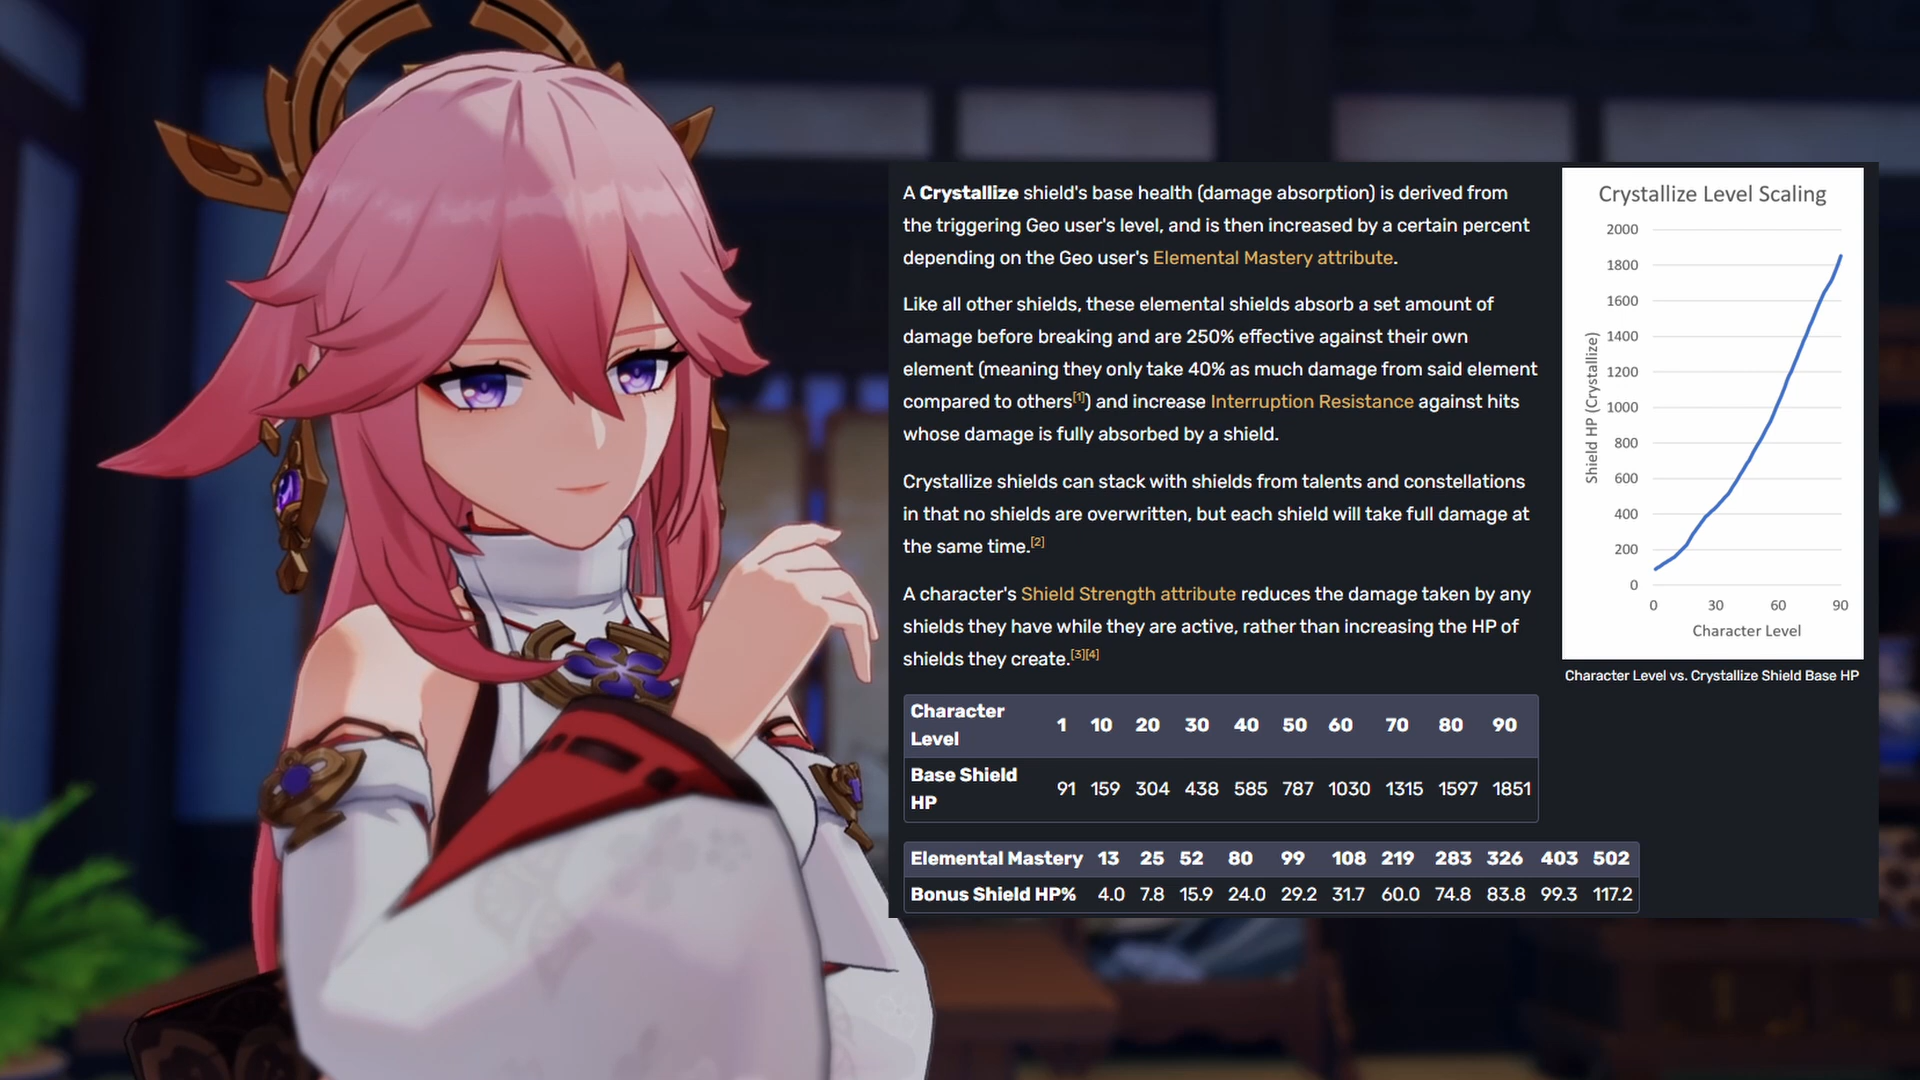 A Crystallize shield's base health (damage absorption) is derived from
the triggering Geo user's level, and is then increased by a certain percent
depending on the Geo user's Elemental Mastery attribute.
Like all other shields, these elemental shields absorb a set amount of
damage before breaking and are 250% effective against their own
element (meaning they only take 40% as much damage from said element
compared to others[1]) and increase Interruption Resistance against hits
whose damage is fully absorbed by a shield.
Crystallize shields can stack with shields from talents and constellations
in that no shields are overwritten, but each shield will take full damage at
the same time.[2]
A character's Shield Strength attribute reduces the damage taken by any
shields they have while they are active, rather than increasing the HP of
shields they create.[3][4]
Character Level 1 10 20 30 40 50 60 70 80 90
Base Shield HP 91 159 304 438 585 787 1030 1315 1597 1851
Elemental Mastery 13 25 52 80 99 108 219 283 326 403 502
Bonus Shield HP% 4.0 7.8 15.9 24.0 29.2 31.7 60.0 74.8 83.8 99.3 117.2
Crystallize Level Scaling
Shield HP (Crystallize)
2000
1800
1600
1400
1200
1000
800
600
400
200
0
0 30 60 90
Character Level
Character Level vs. Crystallize Shield Base HP